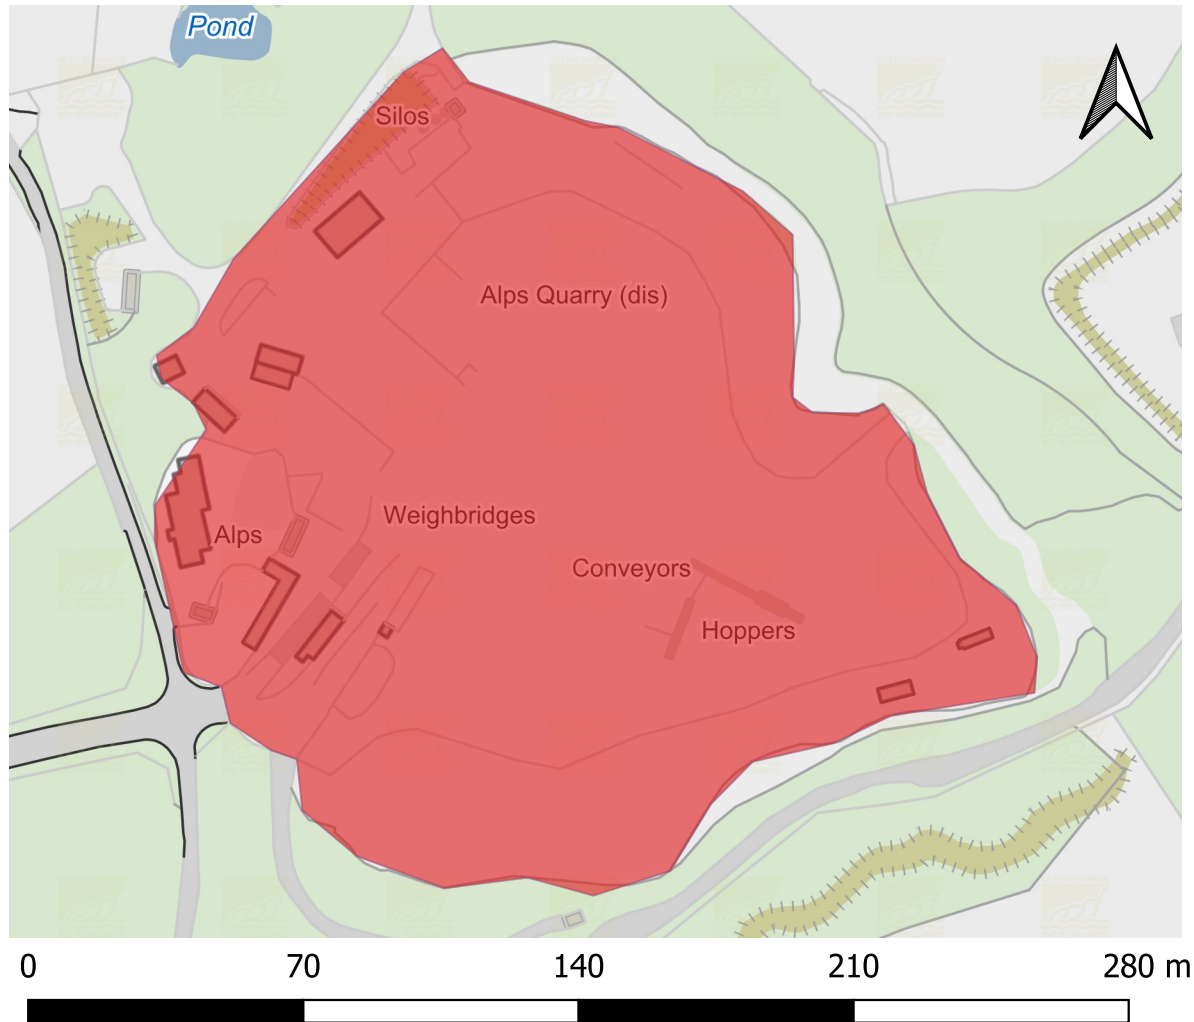 Pond
Silos
Alps Quarry (dis)
Weighbridges
Alps
Conveyors
Hoppers
0 70 140 210 280 m